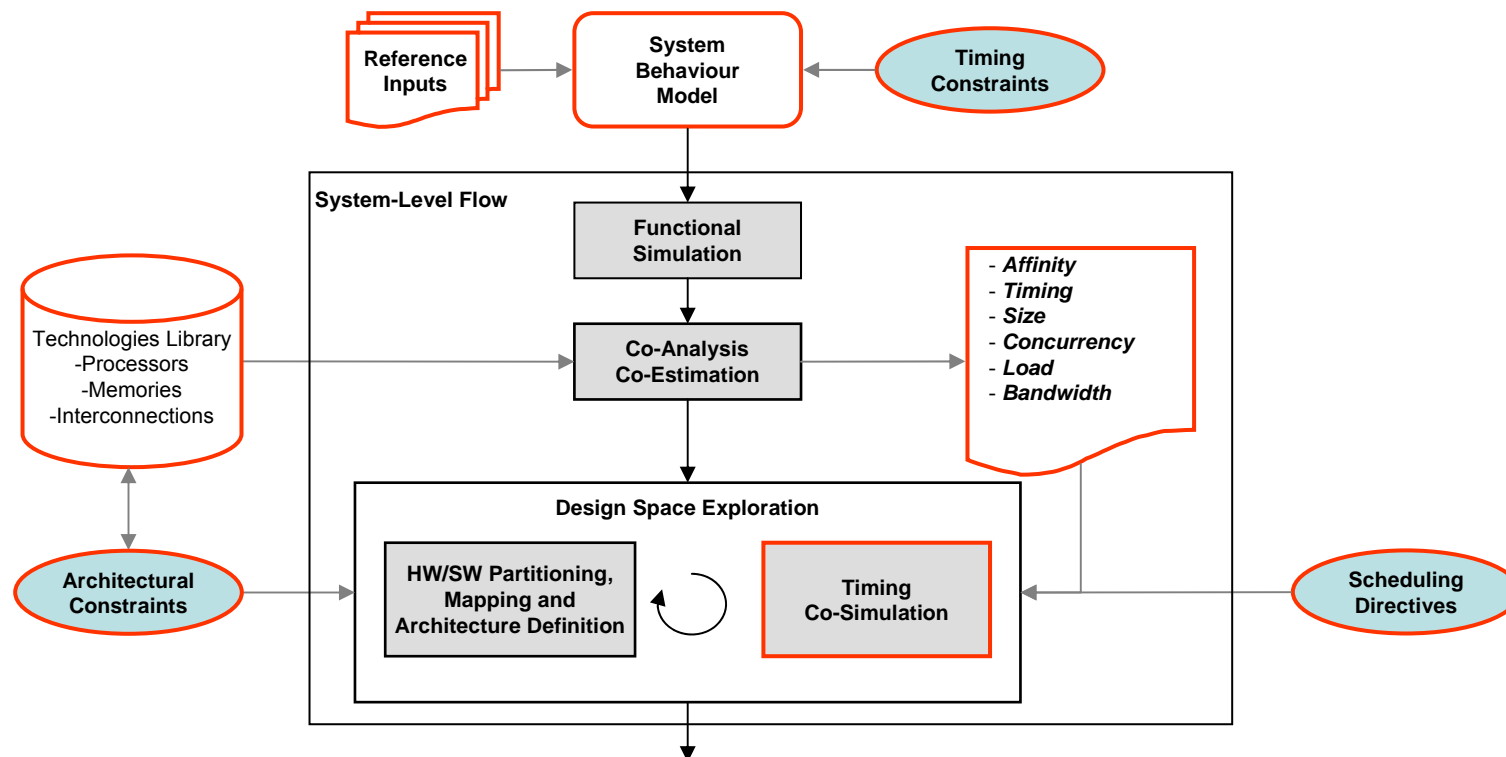 Reference
Inputs
System
Behaviour
Model
Timing
Constraints
System-Level Flow
Functional
Simulation
Technologies Library
-Processors
-Memories
-Interconnections
Co-Analysis
Co-Estimation
- Affinity
- Timing
- Size
- Concurrency
- Load
- Bandwidth
Design Space Exploration
Architectural
Constraints
HW/SW Partitioning,
Mapping and
Architecture Definition
Timing
Co-Simulation
Scheduling
Directives